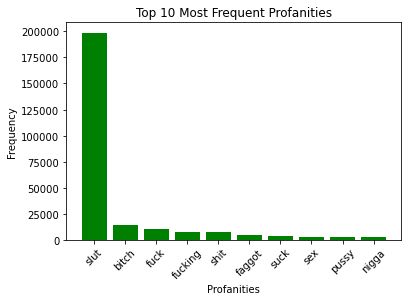 Top 10 Most Frequent Profanities
Frequency
200000
175000
150000
125000
100000
75000
50000
25000
0
slut
bitch
fuck
fucking
shit
faggot
suck
sex
pussy
nigga
Profanities